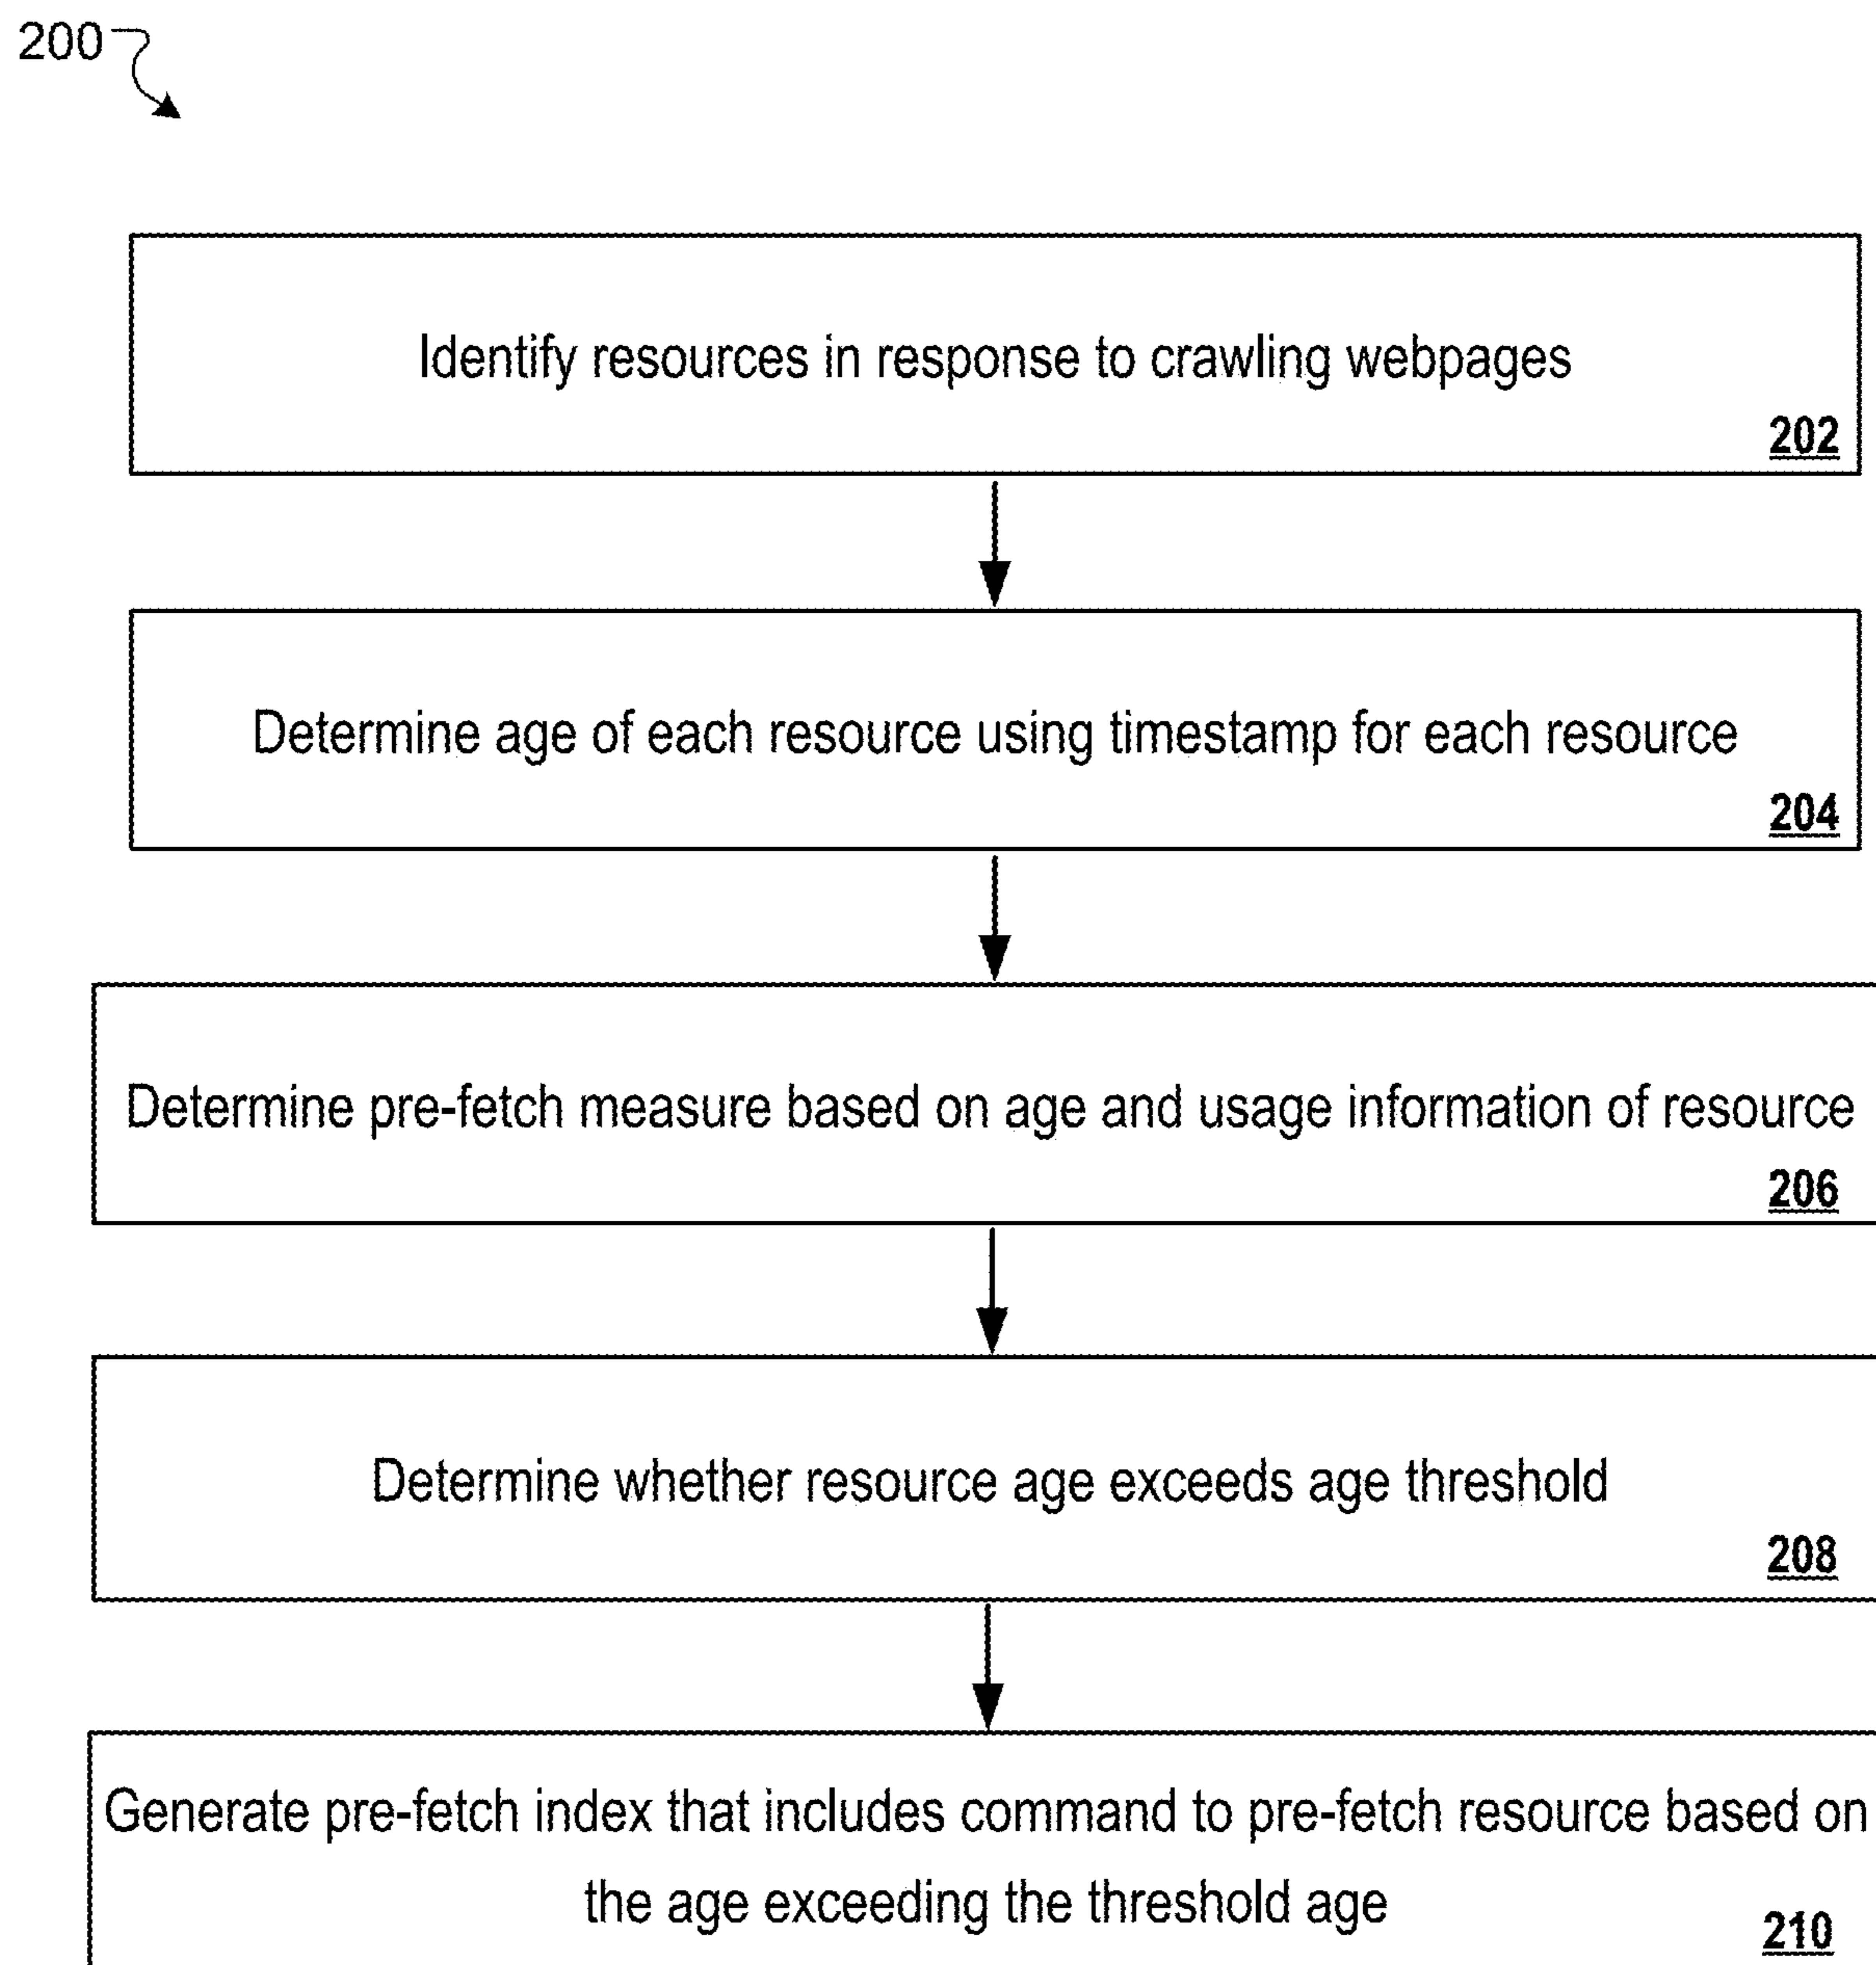 200
Identify resources in response to crawling webpages
202
Determine age of each resource using timestamp for each resource
204
Determine pre-fetch measure based on age and usage information of resource
206
Determine whether resource age exceeds age threshold
208
Generate pre-fetch index that includes command to pre-fetch resource based on
the age exceeding the threshold age
210